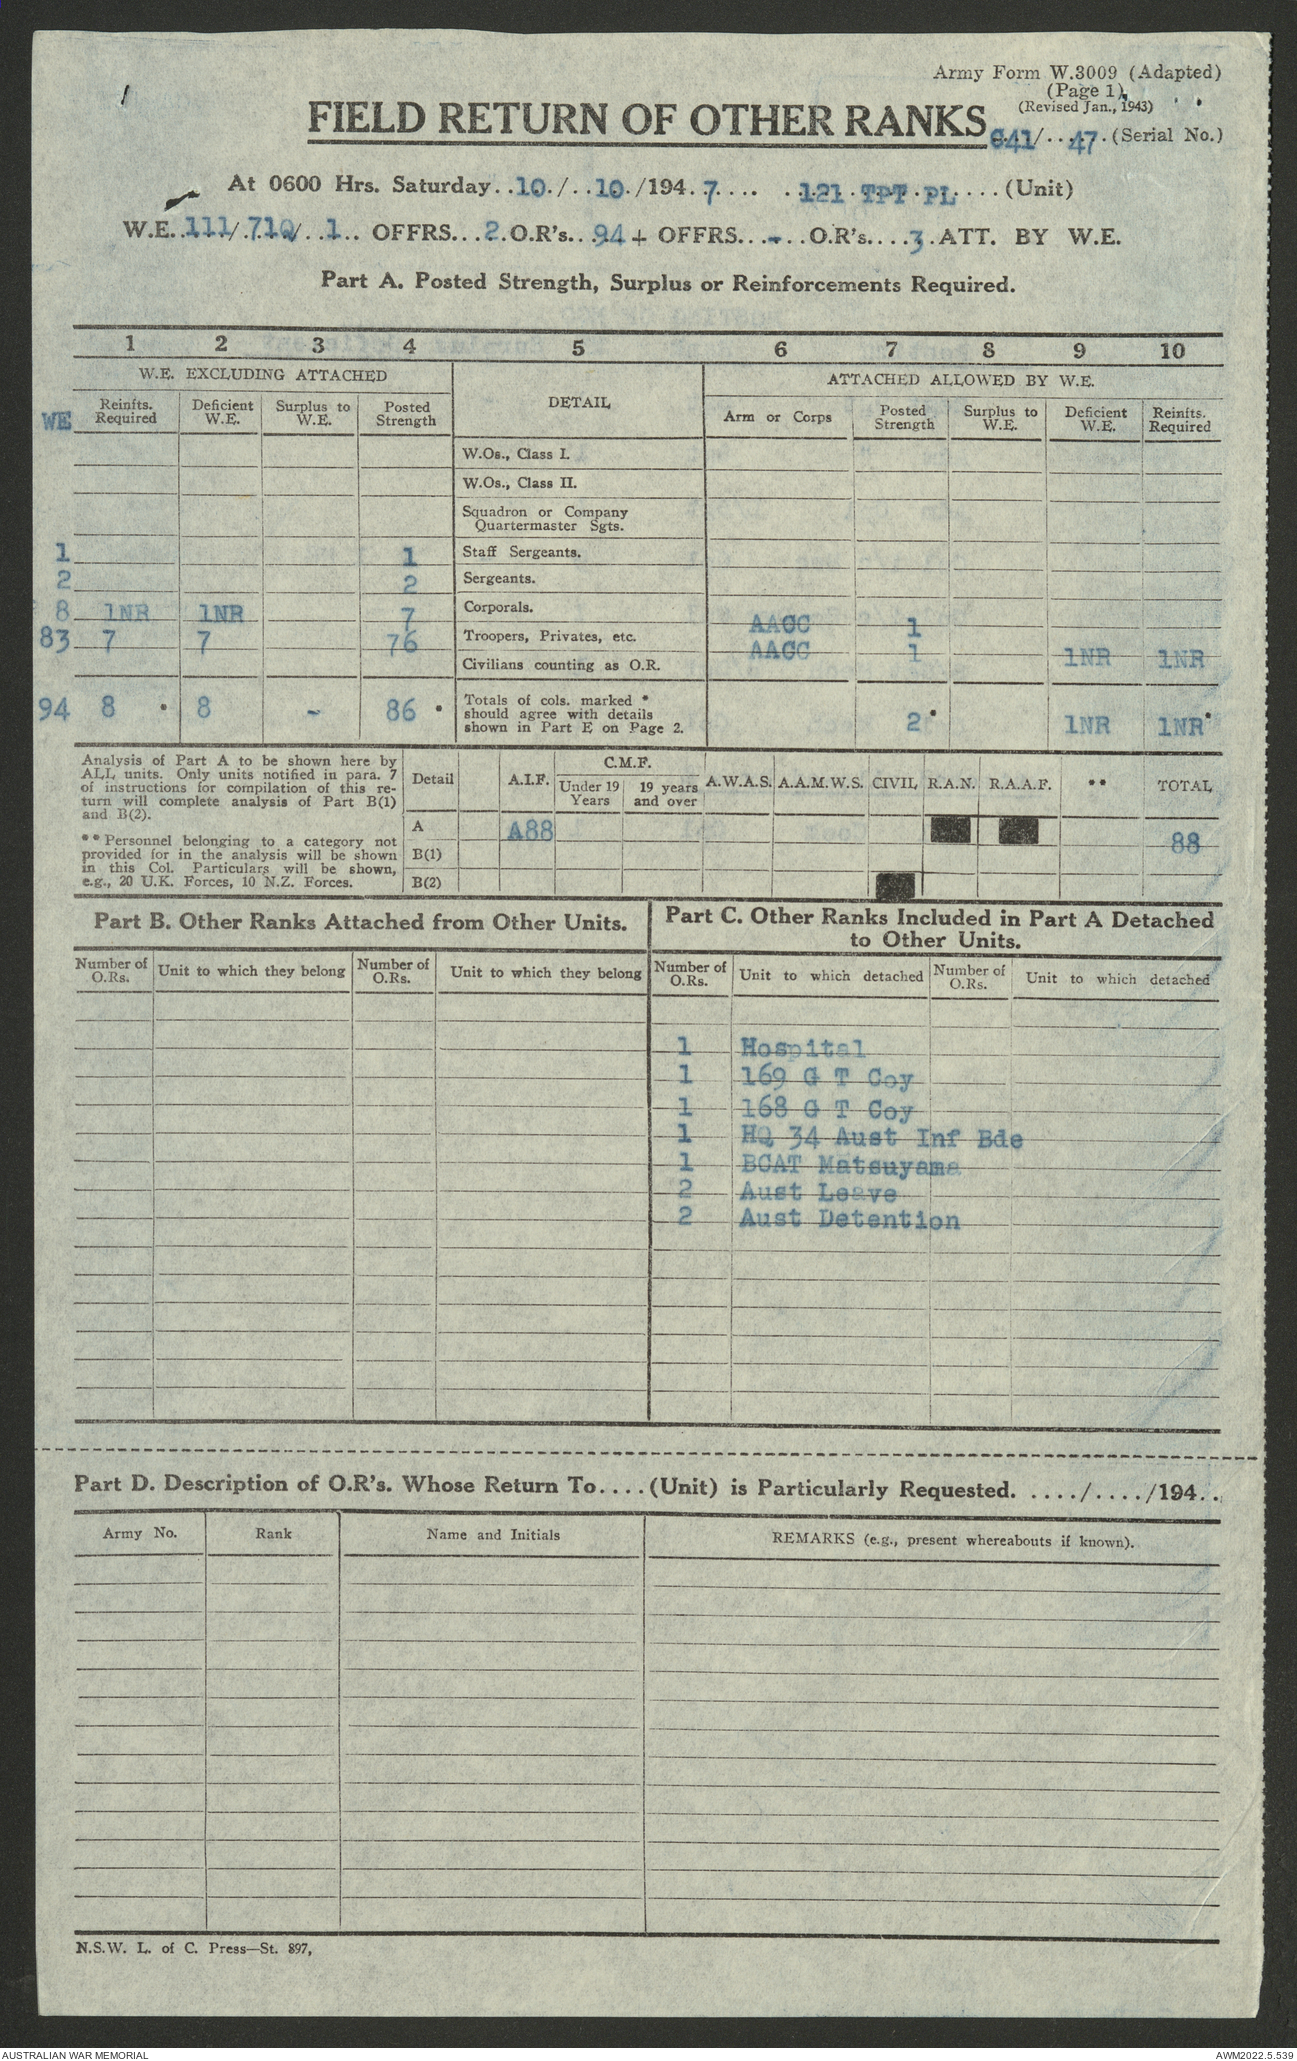 Army Form W.3009 (Adapted)
(Page 1)
(Revised Jan., 1943)
FIELD RETURN OF OTHER RANKS 641/..47.(Serial No.)
At 0600 Hrs. Saturday..10./..10./194.7.... .121.TPT.PL....(Unit)
W.E..111/.71Q/..1.. OFFRS...2.O.R's...94+ OFFRS..-..O.R's....3.ATT. BY W.E.
Part A. Posted Strength, Surplus or Reinforcements Required.
1 2 3 4 5 6 7 8 9 10
W.E. EXCLUDING ATTACHED DETAIL ATTACHED ALLOWED BY W.E.
WE Reinfts. Required Deficient W.E. Surplus to W.E. Posted Strength Arm or Corps Posted Strength Surplus to W.E. Deficient W.E. Reinfts. Required
W.Os., Class I.
W.Os., Class II.
Squadron or Company
Quartermaster Sgts.
1 1 Staff Sergeants.
2 2 Sergeants.
8 1NR 1NR 7 Corporals.
83 7 7 76 Troopers, Privates, etc. AACC 1
Civilians counting as O.R. AACC 1 1NR 1NR
94 8 * 8 - 86 * Totals of cols. marked *
should agree with details
shown in Part E on Page 2. 2* 1NR 1NR*
Analysis of Part A to be shown here by
ALL units. Only units notified in para. 7
of instructions for compilation of this re-
turn will complete analysis of Part B(1)
and B(2).
**Personnel belonging to a category not
provided for in the analysis will be shown
in this Col. Particulars will be shown,
e.g., 20 U.K. Forces, 10 N.Z. Forces.
Detail A.I.F. C.M.F. Under 19 Years 19 years and over A.W.A.S. A.A.M.W.S. CIVIL R.A.N. R.A.A.F. ** TOTAL
A A88 88
B(1)
B(2)
Part B. Other Ranks Attached from Other Units.
Number of O.Rs. Unit to which they belong Number of O.Rs. Unit to which they belong
Part C. Other Ranks Included in Part A Detached
to Other Units.
Number of O.Rs. Unit to which detached Number of O.Rs. Unit to which detached
1 Hospital
1 169 G T Coy
1 168 G T Coy
1 HQ 34 Aust Inf Bde
1 BCAT Matsuyama
2 Aust Leave
2 Aust Detention
Part D. Description of O.R's. Whose Return To....(Unit) is Particularly Requested. ..../..../194..
Army No. Rank Name and Initials REMARKS (e.g., present whereabouts if known).
N.S.W. L. of C. Press—St. 897,
AUSTRALIAN WAR MEMORIAL AWM2022.5.539